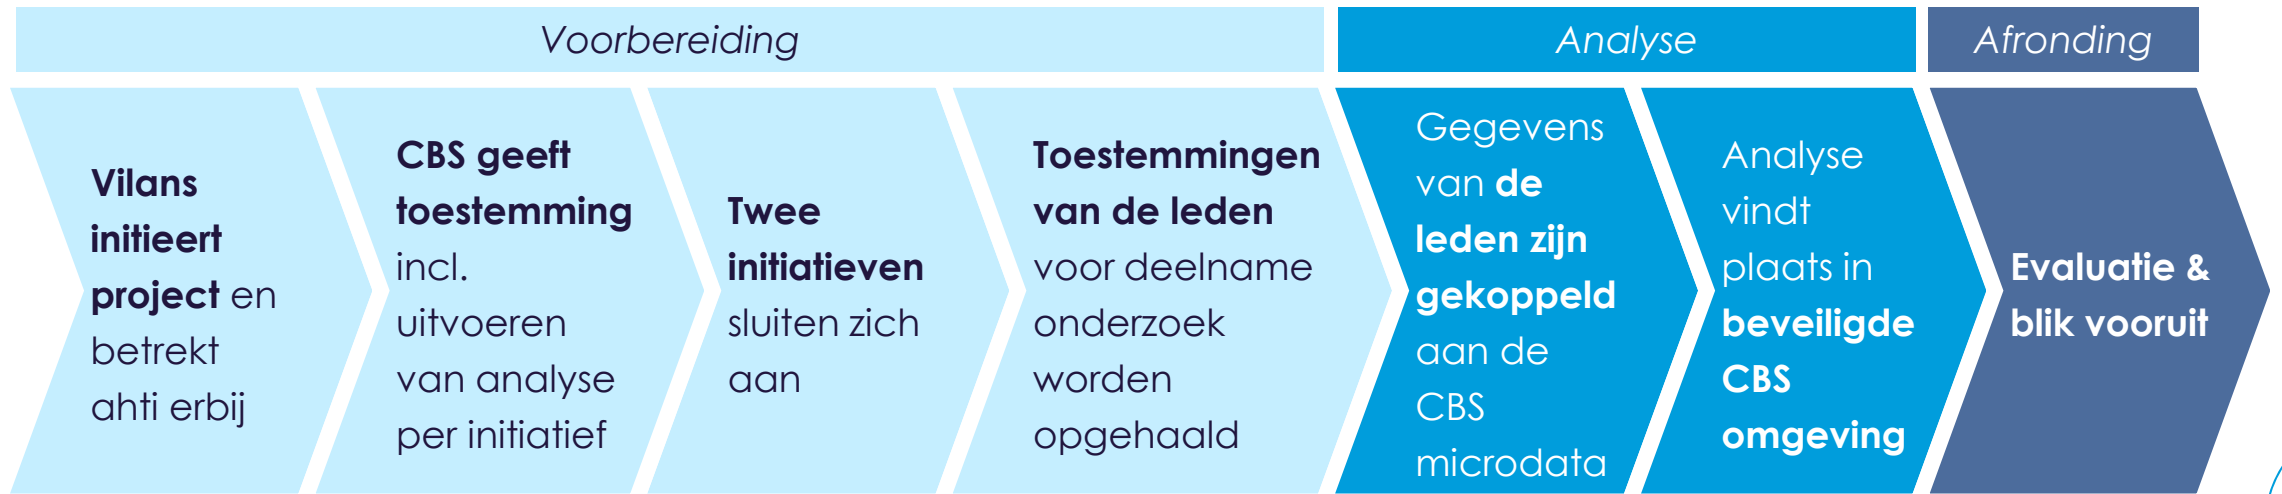 Voorbereiding
Analyse
Afronding
Vilans
initieert
project en
betrekt
ahti erbij
CBS geeft
toestemming
incl.
uitvoeren
van analyse
per initiatief
Twee
initiatieven
sluiten zich
aan
Toestemmingen
van de leden
voor deelname
onderzoek
worden
opgehaald
Gegevens
van de
leden zijn
gekoppeld
aan de
CBS
microdata
Analyse
vindt
plaats in
beveiligde
CBS
omgeving
Evaluatie &
blik vooruit